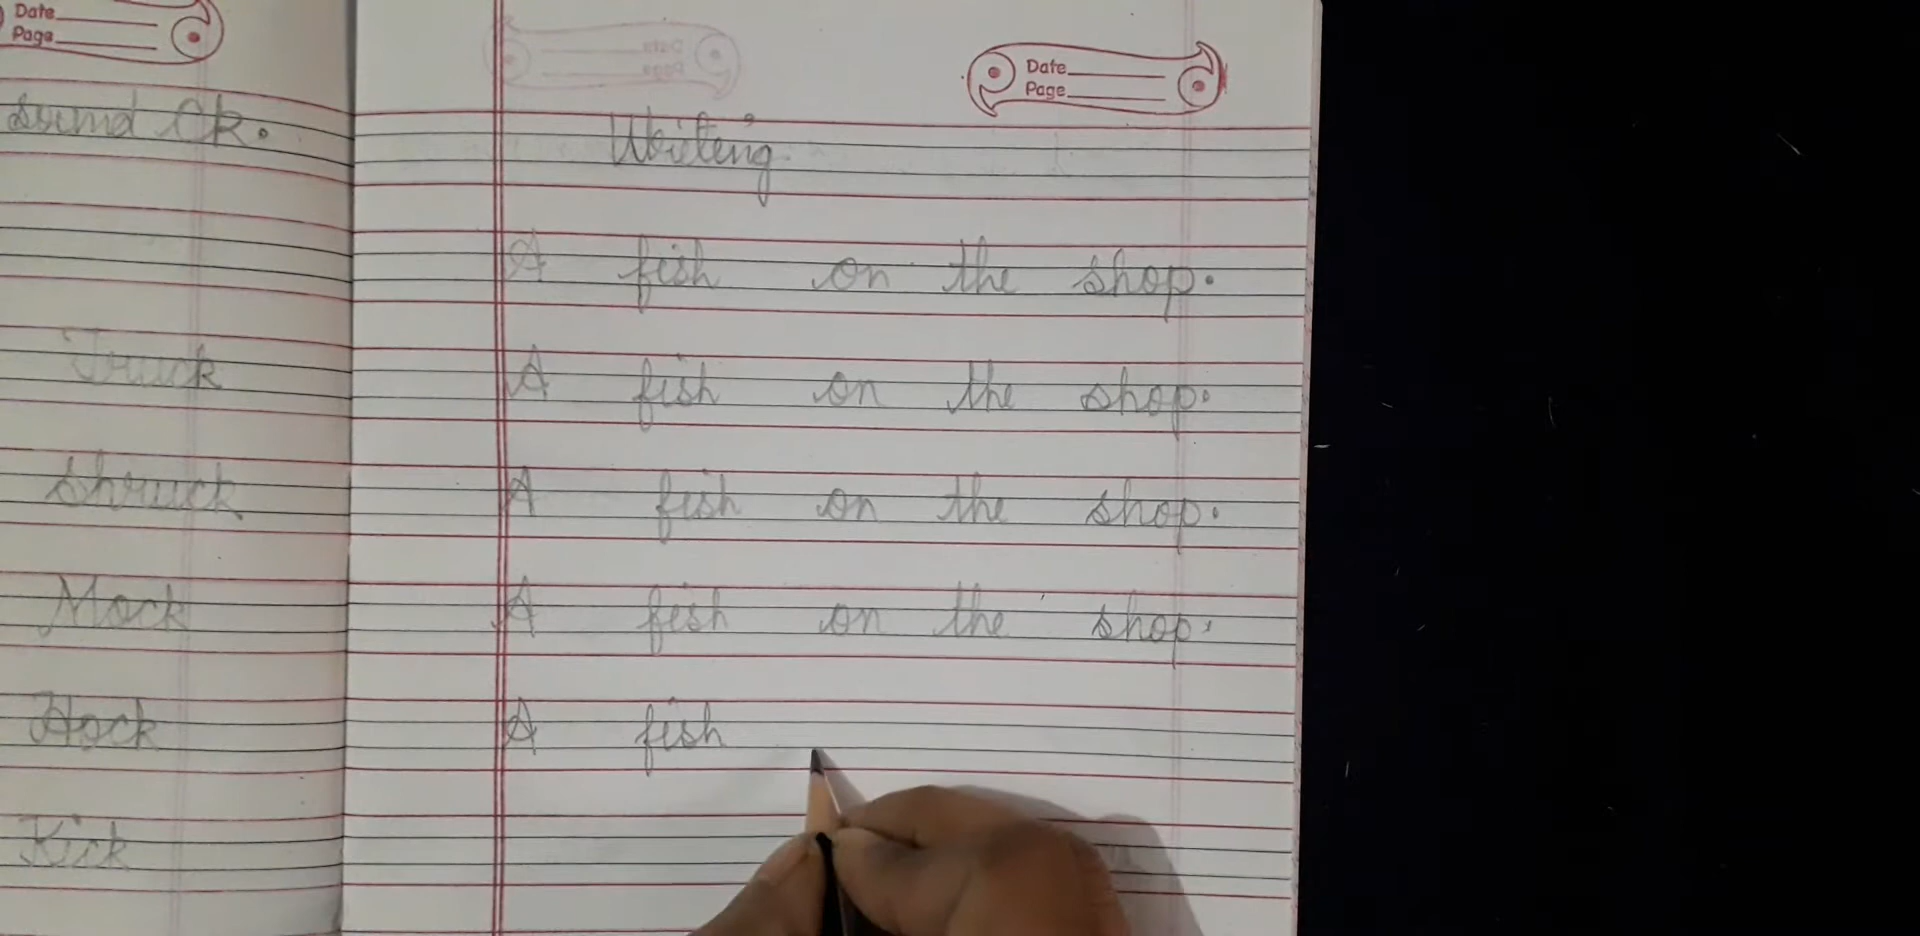 Date
Page
Sound Ck.
Truck
Shruck
Mock
Hock
Kick
Date
Page
Writing
A fish on the shop.
A fish on the shop.
A fish on the shop.
A fish on the shop.
A fish